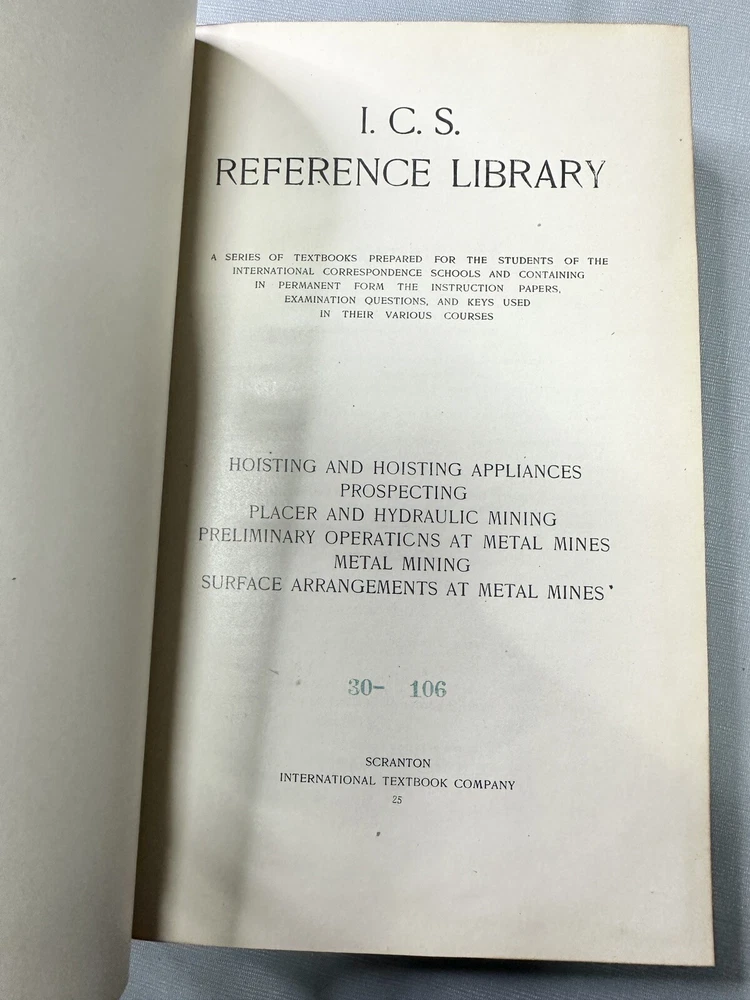 I. C. S.
REFERENCE LIBRARY
A SERIES OF TEXTBOOKS PREPARED FOR THE STUDENTS OF THE
INTERNATIONAL CORRESPONDENCE SCHOOLS AND CONTAINING
IN PERMANENT FORM THE INSTRUCTION PAPERS,
EXAMINATION QUESTIONS, AND KEYS USED
IN THEIR VARIOUS COURSES
HOISTING AND HOISTING APPLIANCES
PROSPECTING
PLACER AND HYDRAULIC MINING
PRELIMINARY OPERATIONS AT METAL MINES
METAL MINING
SURFACE ARRANGEMENTS AT METAL MINES
30- 106
SCRANTON
INTERNATIONAL TEXTBOOK COMPANY
25